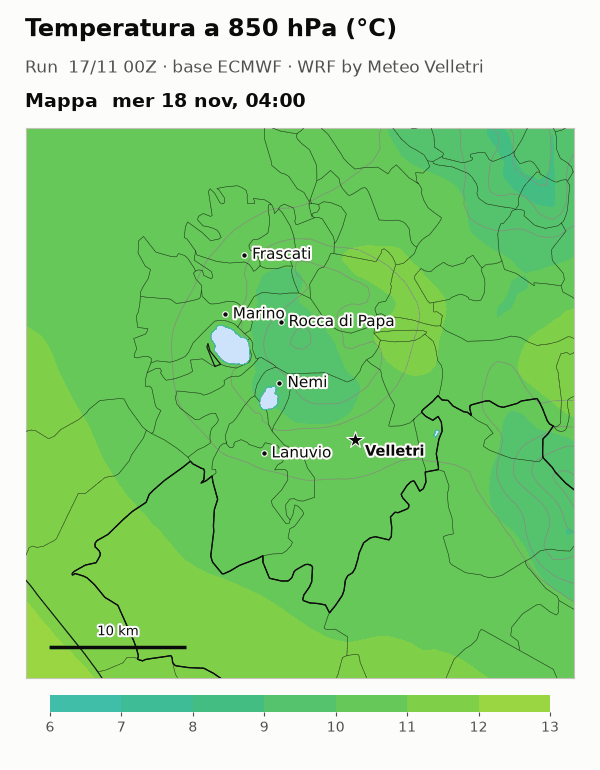 Temperatura a 850 hPa (°C)
Run  17/11 00Z · base ECMWF · WRF by Meteo Velletri
Mappa  mer 18 nov, 04:00
Frascati
Marino
Rocca di Papa
Nemi
Velletri
Lanuvio
10 km
6 7 8 9 10 11 12 13